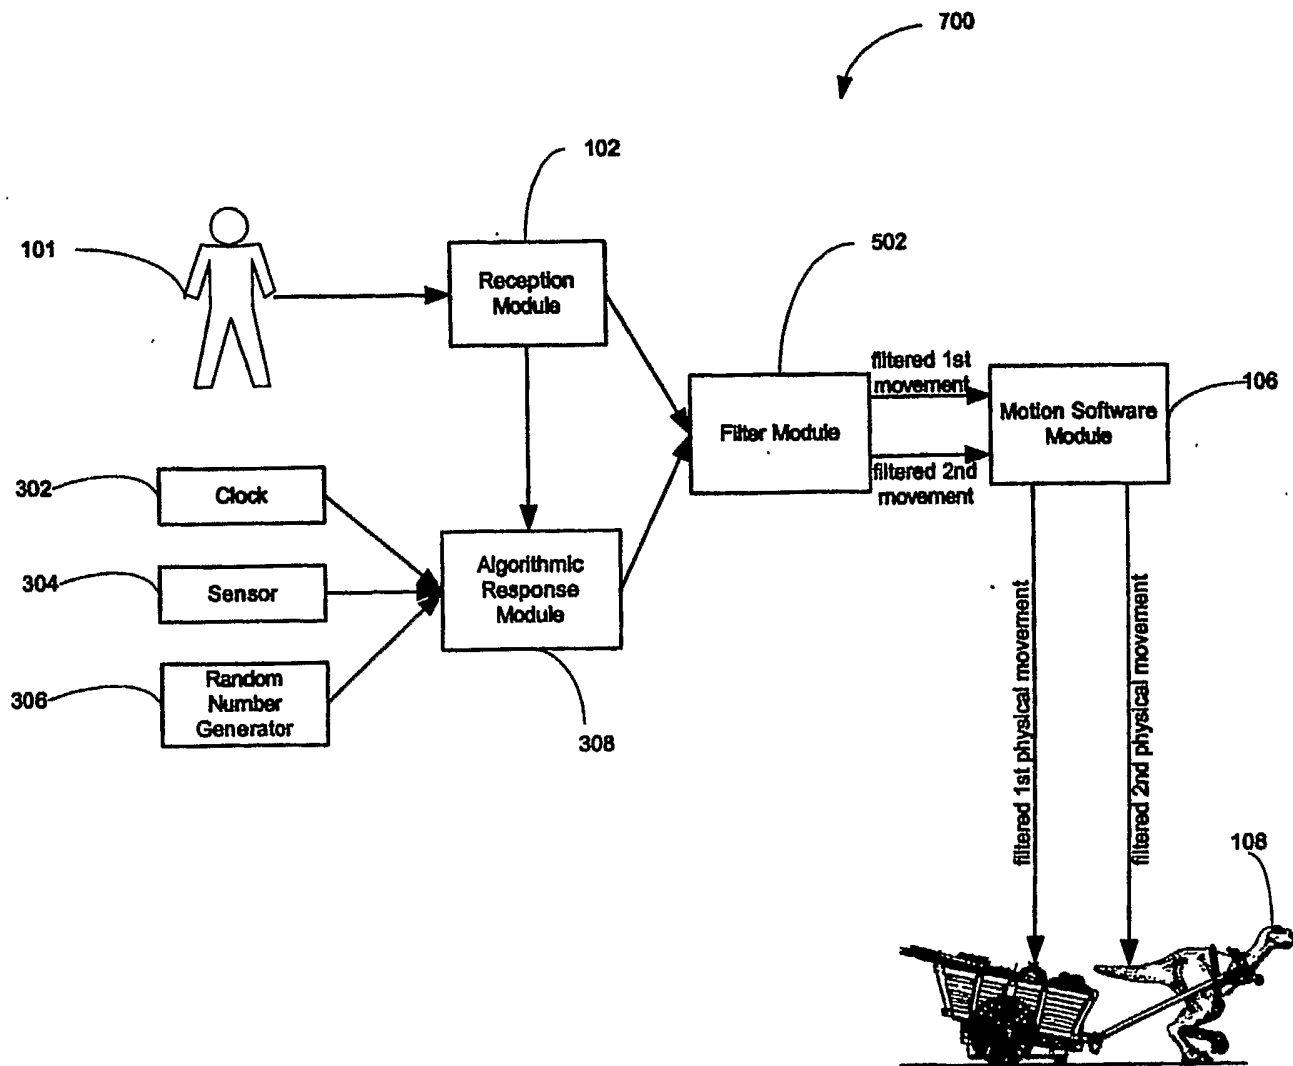 700
102
101
Reception
Module
502
filtered 1st
movement
106
Motion Software
Module
Filter Module
filtered 2nd
movement
302
Clock
304
Sensor
Algorithmic
Response
Module
306
Random
Number
Generator
308
filtered 1st physical movement
filtered 2nd physical movement
108